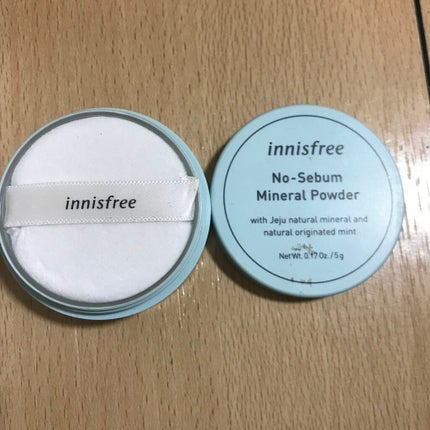 innisfree
innisfree
No-Sebum
Mineral Powder
with Jeju natural mineral and
natural originated mint
Net Wt. 0.17 Oz. / 5 g